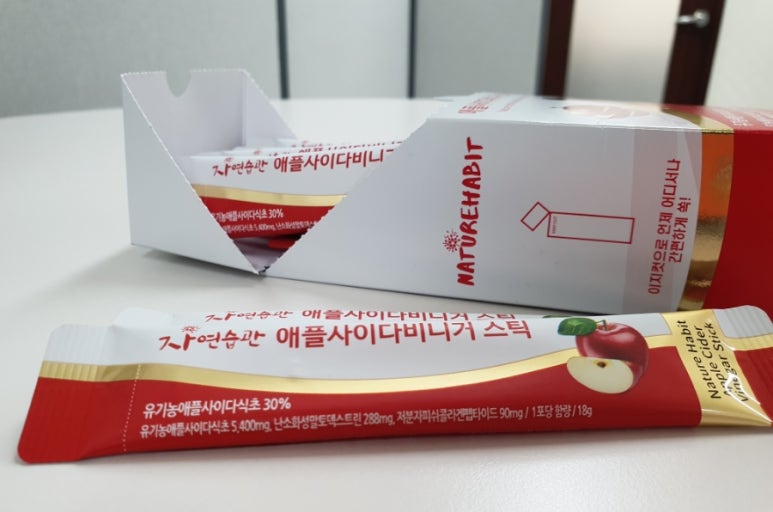 자연습관 애플사이다비니거
유기농애플사이다식초 30%
NATUREHABIT
이지컷으로 언제 어디서나
간편하게 쏙!
자연습관 애플사이다비니거 스틱
자연습관 애플사이다비니거 스틱
Nature Habit
Apple Cider
Vinegar Stick
유기농애플사이다식초 30%
유기농애플사이다식초 5,400mg, 난소화성말토덱스트린 288mg, 저분자피쉬콜라겐펩타이드 90mg / 1포당 함량 / 18g